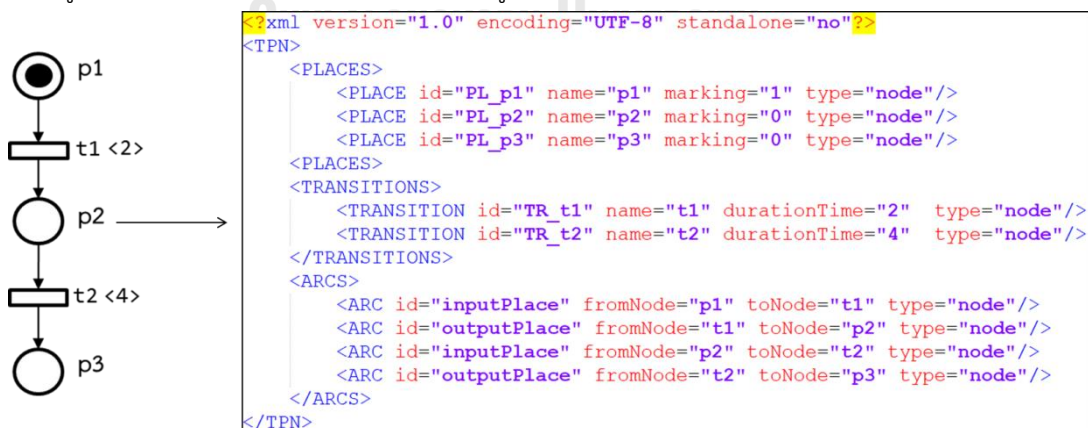 p1
t1 <2>
p2
t2 <4>
p3
<?xml version="1.0" encoding="UTF-8" standalone="no"?>
<TPN>
<PLACES>
<PLACE id="PL_p1" name="p1" marking="1" type="node"/>
<PLACE id="PL_p2" name="p2" marking="0" type="node"/>
<PLACE id="PL_p3" name="p3" marking="0" type="node"/>
<PLACES>
<TRANSITIONS>
<TRANSITION id="TR_t1" name="t1" durationTime="2"  type="node"/>
<TRANSITION id="TR_t2" name="t2" durationTime="4"  type="node"/>
</TRANSITIONS>
<ARCS>
<ARC id="inputPlace" fromNode="p1" toNode="t1" type="node"/>
<ARC id="outputPlace" fromNode="t1" toNode="p2" type="node"/>
<ARC id="inputPlace" fromNode="p2" toNode="t2" type="node"/>
<ARC id="outputPlace" fromNode="t2" toNode="p3" type="node"/>
</ARCS>
</TPN>